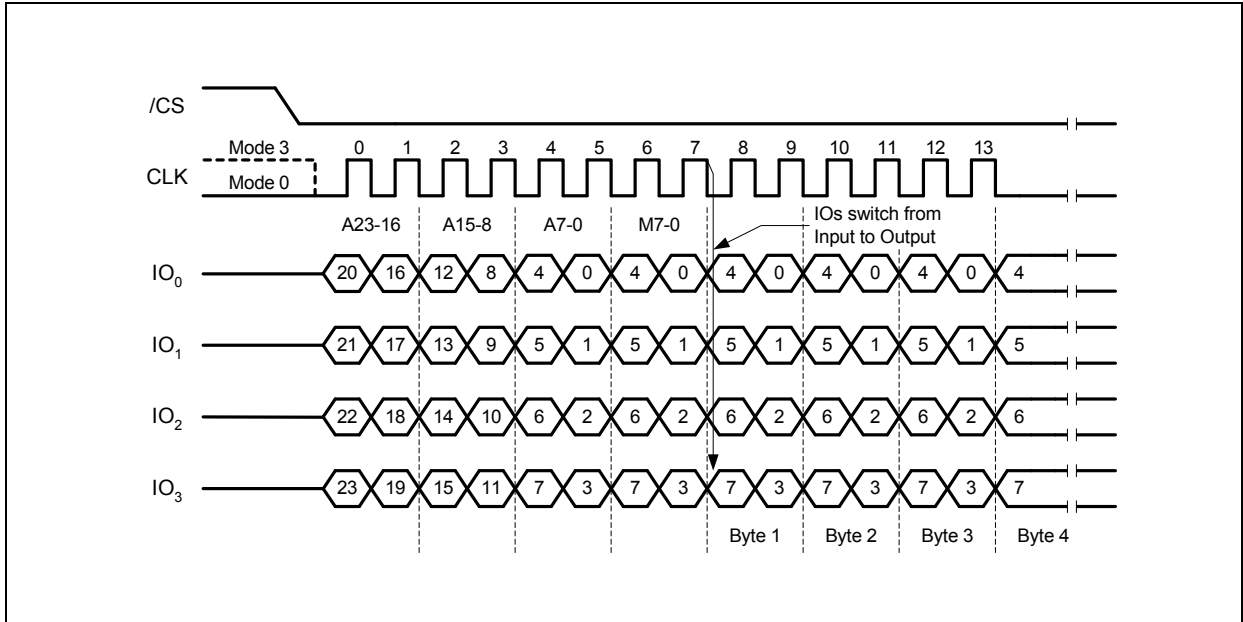 /CS
Mode 3 0 1 2 3 4 5 6 7 8 9 10 11 12 13
CLK
Mode 0
A23-16 A15-8 A7-0 M7-0 IOs switch from
Input to Output
IO0 20 16 12 8 4 0 4 0 4 0 4 0 4 0 4
IO1 21 17 13 9 5 1 5 1 5 1 5 1 5 1 5
IO2 22 18 14 10 6 2 6 2 6 2 6 2 6 2 6
IO3 23 19 15 11 7 3 7 3 7 3 7 3 7 3 7
Byte 1 Byte 2 Byte 3 Byte 4